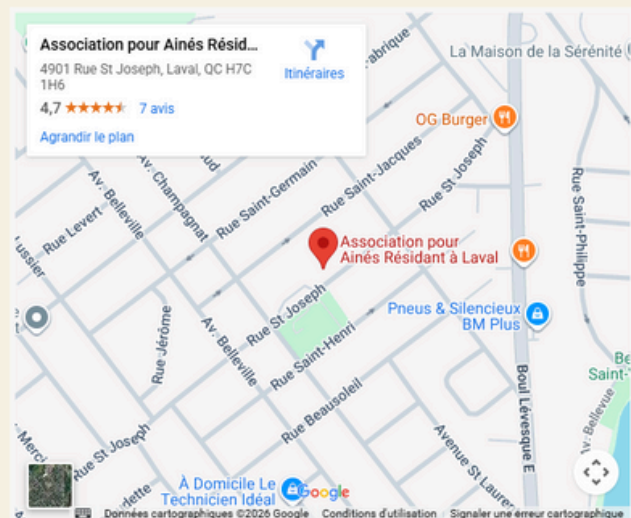 Association pour Ainés Résid...
4901 Rue St Joseph, Laval, QC H7C
1H6
4,7
7 avis
Agrandir le plan
Itinéraires
La Maison de la Sérénité
OG Burger
Rue Saint-Jacques
Rue St Joseph
Rue Saint-Germain
Av. Champagnat
Av. Belleville
Rue Levert
Rue Saint-Philippe
Association pour
Ainés Résidant à Laval
Pneus & Silencieux
BM Plus
Rue St Joseph
Rue Saint-Henri
Rue Jérôme
Av. Belleville
Rue Beausoleil
Boul Lévesque E
Rue St Joseph
À Domicile Le
Technicien Idéal
Google
Données cartographiques ©2026 Google
Conditions d'utilisation
Signaler une erreur cartographique